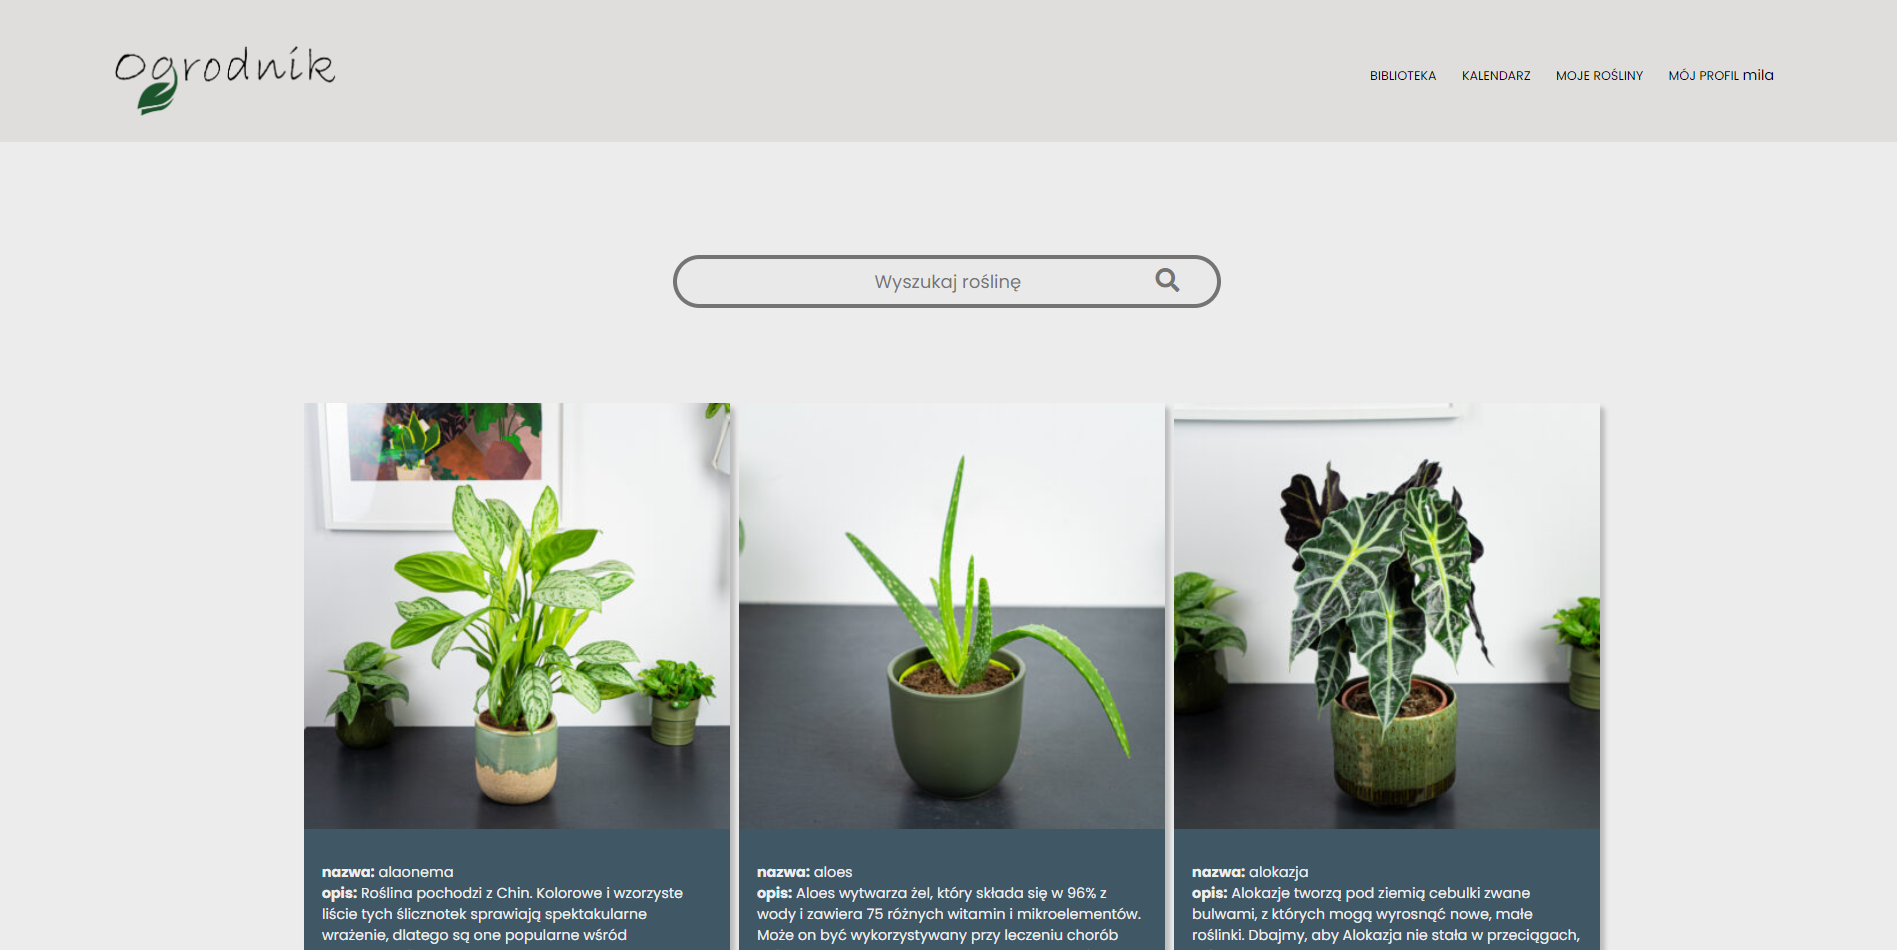 Ogrodnik
BIBLIOTEKA KALENDARZ MOJE ROŚLINY MÓJ PROFIL mila
Wyszukaj roślinę
nazwa: alaonema
opis: Roślina pochodzi z Chin. Kolorowe i wzorzyste
liście tych ślicznotek sprawiają spektakularne
wrażenie, dlatego są one popularne wśród
nazwa: aloes
opis: Aloes wytwarza żel, który składa się w 96% z
wody i zawiera 75 różnych witamin i mikroelementów.
Może on być wykorzystywany przy leczeniu chorób
nazwa: alokazja
opis: Alokazje tworzą pod ziemią cebulki zwane
bulwami, z których mogą wyrosnąć nowe, małe
roślinki. Dbajmy, aby Alokazja nie stała w przeciągach,